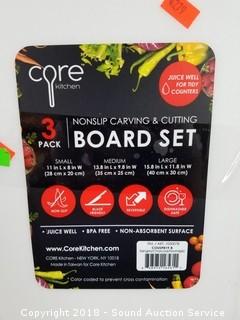 core
kitchen
JUICE WELL
FOR TIDY
COUNTERS
3
PACK
NONSLIP CARVING & CUTTING
BOARD SET
SMALL
11 in L x 8 in W
(28 cm x 20 cm)
MEDIUM
13.8 in L x 9.8 in W
(35 cm x 25 cm)
LARGE
15.8 in L x 11.8 in W
(40 cm x 30 cm)
NON-SLIP
BLADE
FRIENDLY
REVERSIBLE
DISHWASHER
SAFE
• JUICE WELL • BPA FREE • NON-ABSORBENT SURFACE
www.CoreKitchen.com
CORE Kitchen - NEW YORK, NY 10018
Made in Taiwan for Core Kitchen
* Color coded to prevent cross contamination
Copyright 2018 - Sound Auction Service